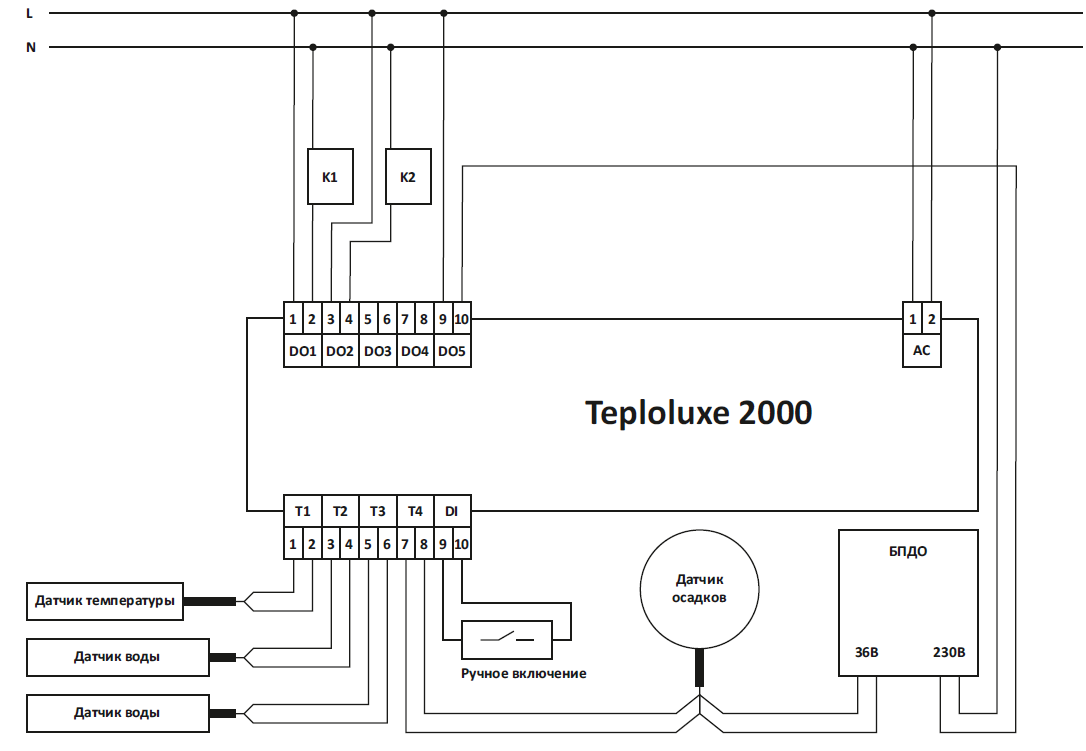 L
N
K1 K2
1 2 3 4 5 6 7 8 9 10
DO1 DO2 DO3 DO4 DO5
1 2
AC
Teploluxe 2000
T1 T2 T3 T4 DI
1 2 3 4 5 6 7 8 9 10
Датчик температуры
Датчик воды
Датчик воды
Ручное включение
Датчик
осадков
БПДО
36В 230В